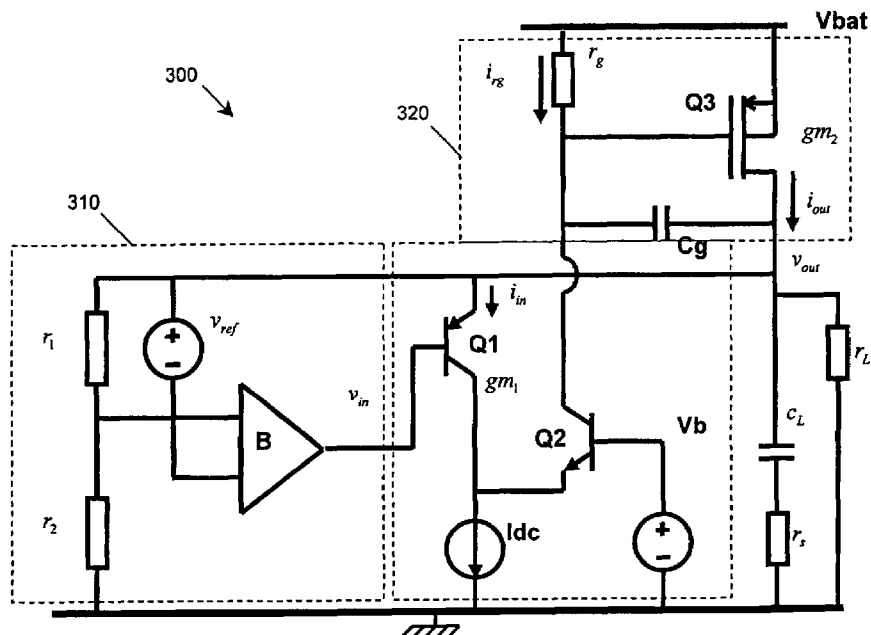 Vbat
r_g
i_rg
300
Q3
320
gm_2
310
i_out
Cg
v_out
i_in
v_ref
r_1
Q1
r_L
v_in
gm_1
Vb
c_L
B
Q2
+
-
r_2
Idc
+
-
r_s